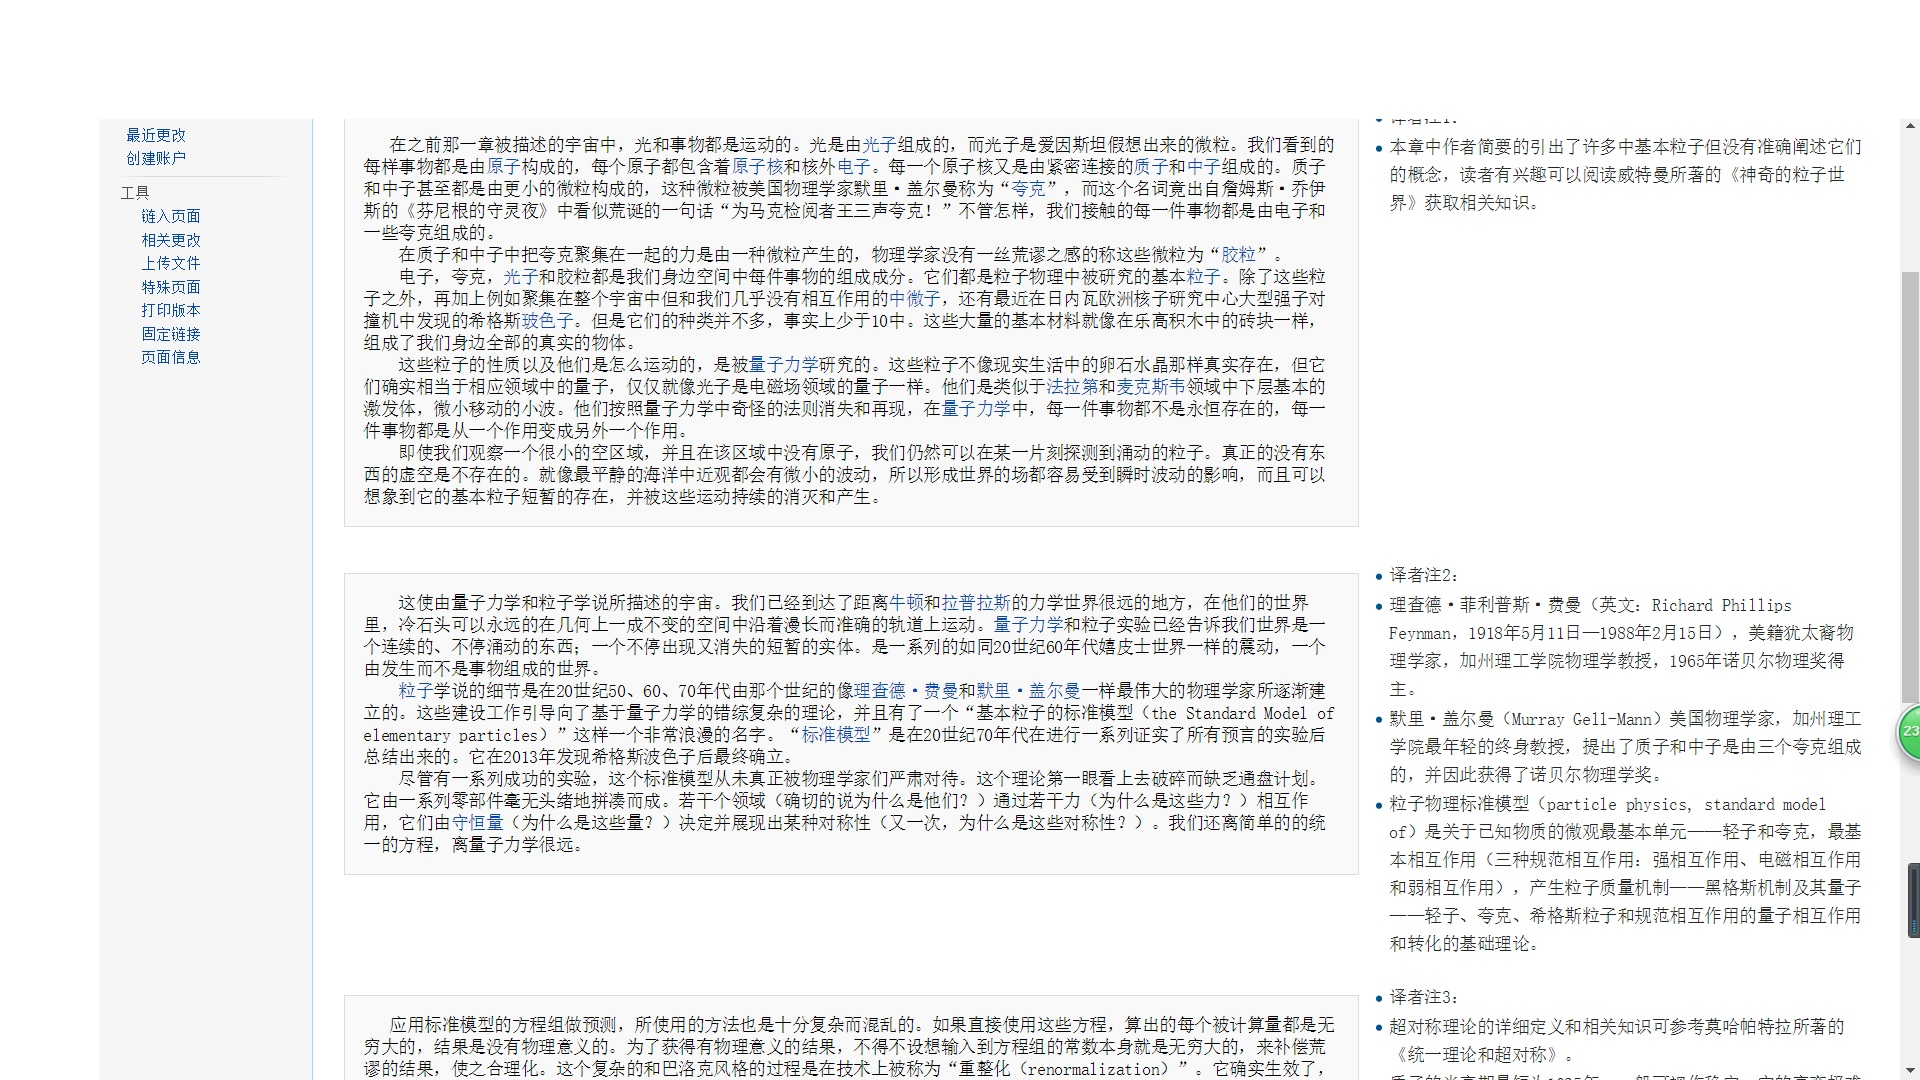 最近更改
创建账户
工具
链入页面
相关更改
上传文件
特殊页面
打印版本
固定链接
页面信息
在之前那一章被描述的宇宙中，光和事物都是运动的。光是由光子组成的，而光子是爱因斯坦假想出来的微粒。我们看到的
每样事物都是由原子构成的，每个原子都包含着原子核和核外电子。每一个原子核又是由紧密连接的质子和中子组成的。质子
和中子甚至都是由更小的微粒构成的，这种微粒被美国物理学家默里·盖尔曼称为“夸克”，而这个名词竟出自詹姆斯·乔伊
斯的《芬尼根的守灵夜》中看似荒诞的一句话“为马克检阅者王三声夸克！”不管怎样，我们接触的每一件事物都是由电子和
一些夸克组成的。
在质子和中子中把夸克聚集在一起的力是由一种微粒产生的，物理学家没有一丝荒谬之感的称这些微粒为“胶粒”。
电子，夸克，光子和胶粒都是我们身边空间中每件事物的组成成分。它们都是粒子物理中被研究的基本粒子。除了这些粒
子之外，再加上例如聚集在整个宇宙中但和我们几乎没有相互作用的中微子，还有最近在日内瓦欧洲核子研究中心大型强子对
撞机中发现的希格斯玻色子。但是它们的种类并不多，事实上少于10中。这些大量的基本材料就像在乐高积木中的砖块一样，
组成了我们身边全部的真实的物体。
这些粒子的性质以及他们是怎么运动的，是被量子力学研究的。这些粒子不像现实生活中的卵石水晶那样真实存在，但它
们确实相当于相应领域中的量子，仅仅就像光子是电磁场领域的量子一样。他们是类似于法拉第和麦克斯韦领域中下层基本的
激发体，微小移动的小波。他们按照量子力学中奇怪的法则消失和再现，在量子力学中，每一件事物都不是永恒存在的，每一
件事物都是从一个作用变成另外一个作用。
即使我们观察一个很小的空区域，并且在该区域中没有原子，我们仍然可以在某一片刻探测到涌动的粒子。真正的没有东
西的虚空是不存在的。就像最平静的海洋中近观都会有微小的波动，所以形成世界的场都容易受到瞬时波动的影响，而且可以
想象到它的基本粒子短暂的存在，并被这些运动持续的消灭和产生。
本章中作者简要的引出了许多中基本粒子但没有准确阐述它们
的概念，读者有兴趣可以阅读威特曼所著的《神奇的粒子世
界》获取相关知识。
这使由量子力学和粒子学说所描述的宇宙。我们已经到达了距离牛顿和拉普拉斯的力学世界很远的地方，在他们的世界
里，冷石头可以永远的在几何上一成不变的空间中沿着漫长而准确的轨道上运动。量子力学和粒子实验已经告诉我们世界是一
个连续的、不停涌动的东西；一个不停出现又消失的短暂的实体。是一系列的如同20世纪60年代嬉皮士世界一样的震动，一个
由发生而不是事物组成的世界。
粒子学说的细节是在20世纪50、60、70年代由那个世纪的像理查德·费曼和默里·盖尔曼一样最伟大的物理学家所逐渐建
立的。这些建设工作引导向了基于量子力学的错综复杂的理论，并且有了一个“基本粒子的标准模型（the Standard Model of
elementary particles）”这样一个非常浪漫的名字。“标准模型”是在20世纪70年代在进行一系列证实了所有预言的实验后
总结出来的。它在2013年发现希格斯波色子后最终确立。
尽管有一系列成功的实验，这个标准模型从未真正被物理学家们严肃对待。这个理论第一眼看上去破碎而缺乏通盘计划。
它由一系列零部件毫无头绪地拼凑而成。若干个领域（确切的说为什么是他们？）通过若干力（为什么是这些力？）相互作
用，它们由守恒量（为什么是这些量？）决定并展现出某种对称性（又一次，为什么是这些对称性？）。我们还离简单的的统
一的方程，离量子力学很远。
译者注2：
理查德·菲利普斯·费曼（英文：Richard Phillips
Feynman，1918年5月11日—1988年2月15日），美籍犹太裔物
理学家，加州理工学院物理学教授，1965年诺贝尔物理奖得
主。
默里·盖尔曼（Murray Gell-Mann）美国物理学家，加州理工
学院最年轻的终身教授，提出了质子和中子是由三个夸克组成
的，并因此获得了诺贝尔物理学奖。
粒子物理标准模型（particle physics, standard model
of）是关于已知物质的微观最基本单元——轻子和夸克，最基
本相互作用（三种规范相互作用：强相互作用、电磁相互作用
和弱相互作用），产生粒子质量机制——黑格斯机制及其量子
——轻子、夸克、希格斯粒子和规范相互作用的量子相互作用
和转化的基础理论。
应用标准模型的方程组做预测，所使用的方法也是十分复杂而混乱的。如果直接使用这些方程，算出的每个被计算量都是无
穷大的，结果是没有物理意义的。为了获得有物理意义的结果，不得不设想输入到方程组的常数本身就是无穷大的，来补偿荒
谬的结果，使之合理化。这个复杂的和巴洛克风格的过程是在技术上被称为“重整化（renormalization）”。它确实生效了，
译者注3：
超对称理论的详细定义和相关知识可参考莫哈帕特拉所著的
《统一理论和超对称》。
23